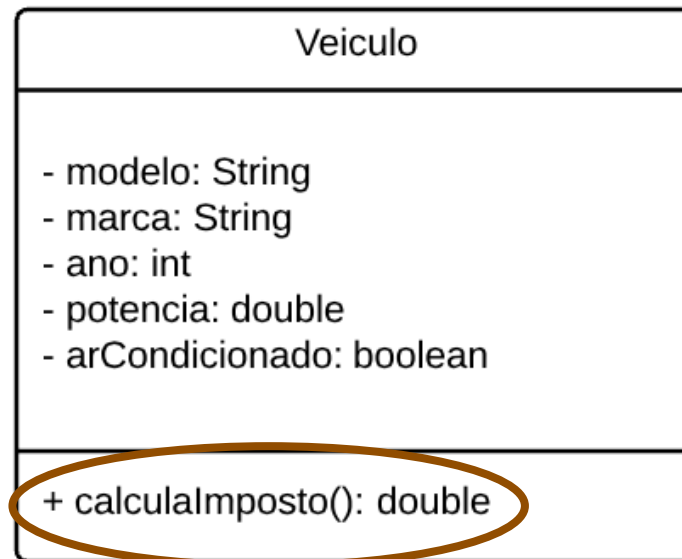 Veiculo
- modelo: String
- marca: String
- ano: int
- potencia: double
- arCondicionado: boolean
+ calculaImposto(): double